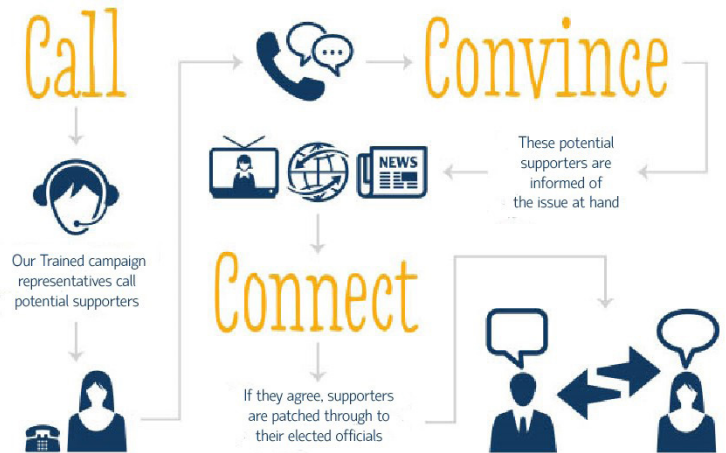 Call
Our Trained campaign
representatives call
potential supporters
Convince
These potential
supporters are
informed of
the issue at hand
NEWS
Connect
If they agree, supporters
are patched through to
their elected officials